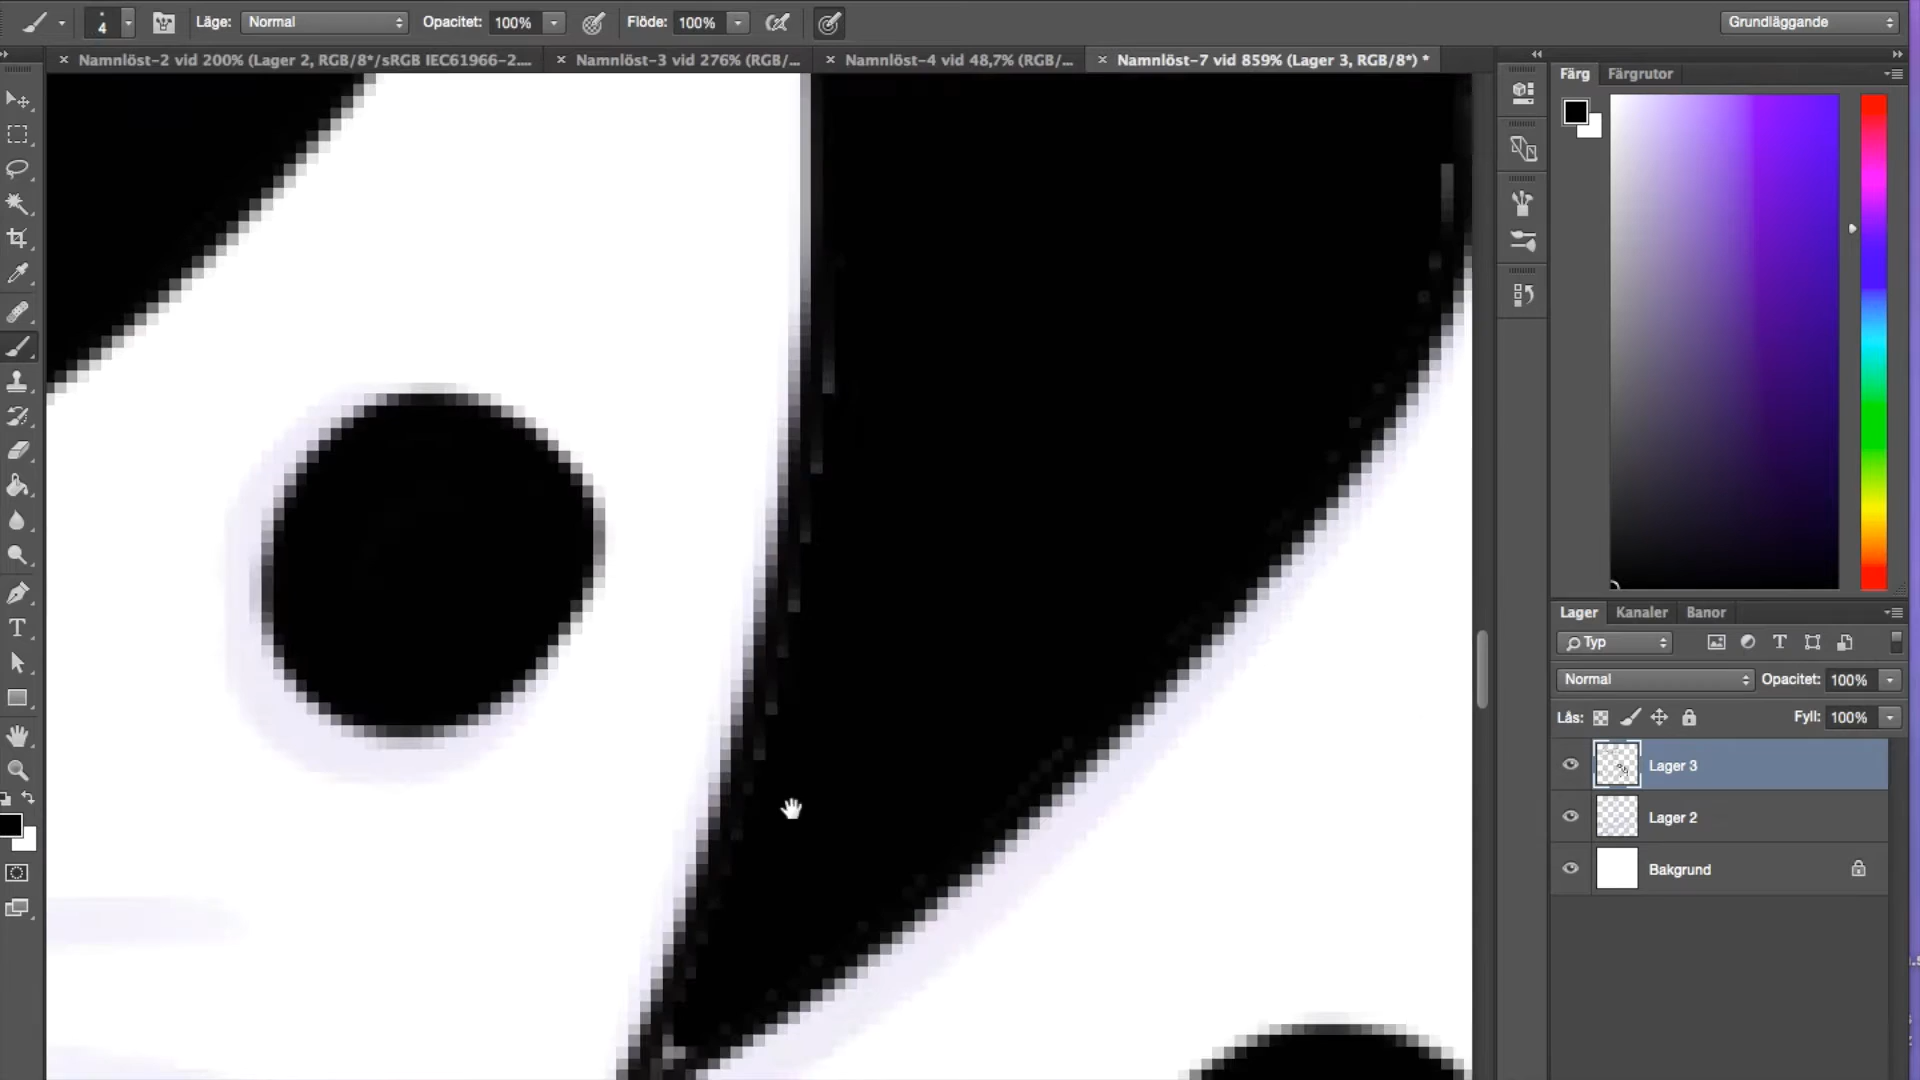 4 Läge: Normal Opacitet: 100% Flöde: 100% Grundläggande
Namnlöst-2 vid 200% (Lager 2, RGB/8*/sRGB IEC61966-2.... Namnlöst-3 vid 276% (RGB/... Namnlöst-4 vid 48,7% (RGB/... Namnlöst-7 vid 859% (Lager 3, RGB/8*) *
Färg Färgrutor
Lager Kanaler Banor
Typ
Normal Opacitet: 100%
Lås: Fyll: 100%
Lager 3
Lager 2
Bakgrund